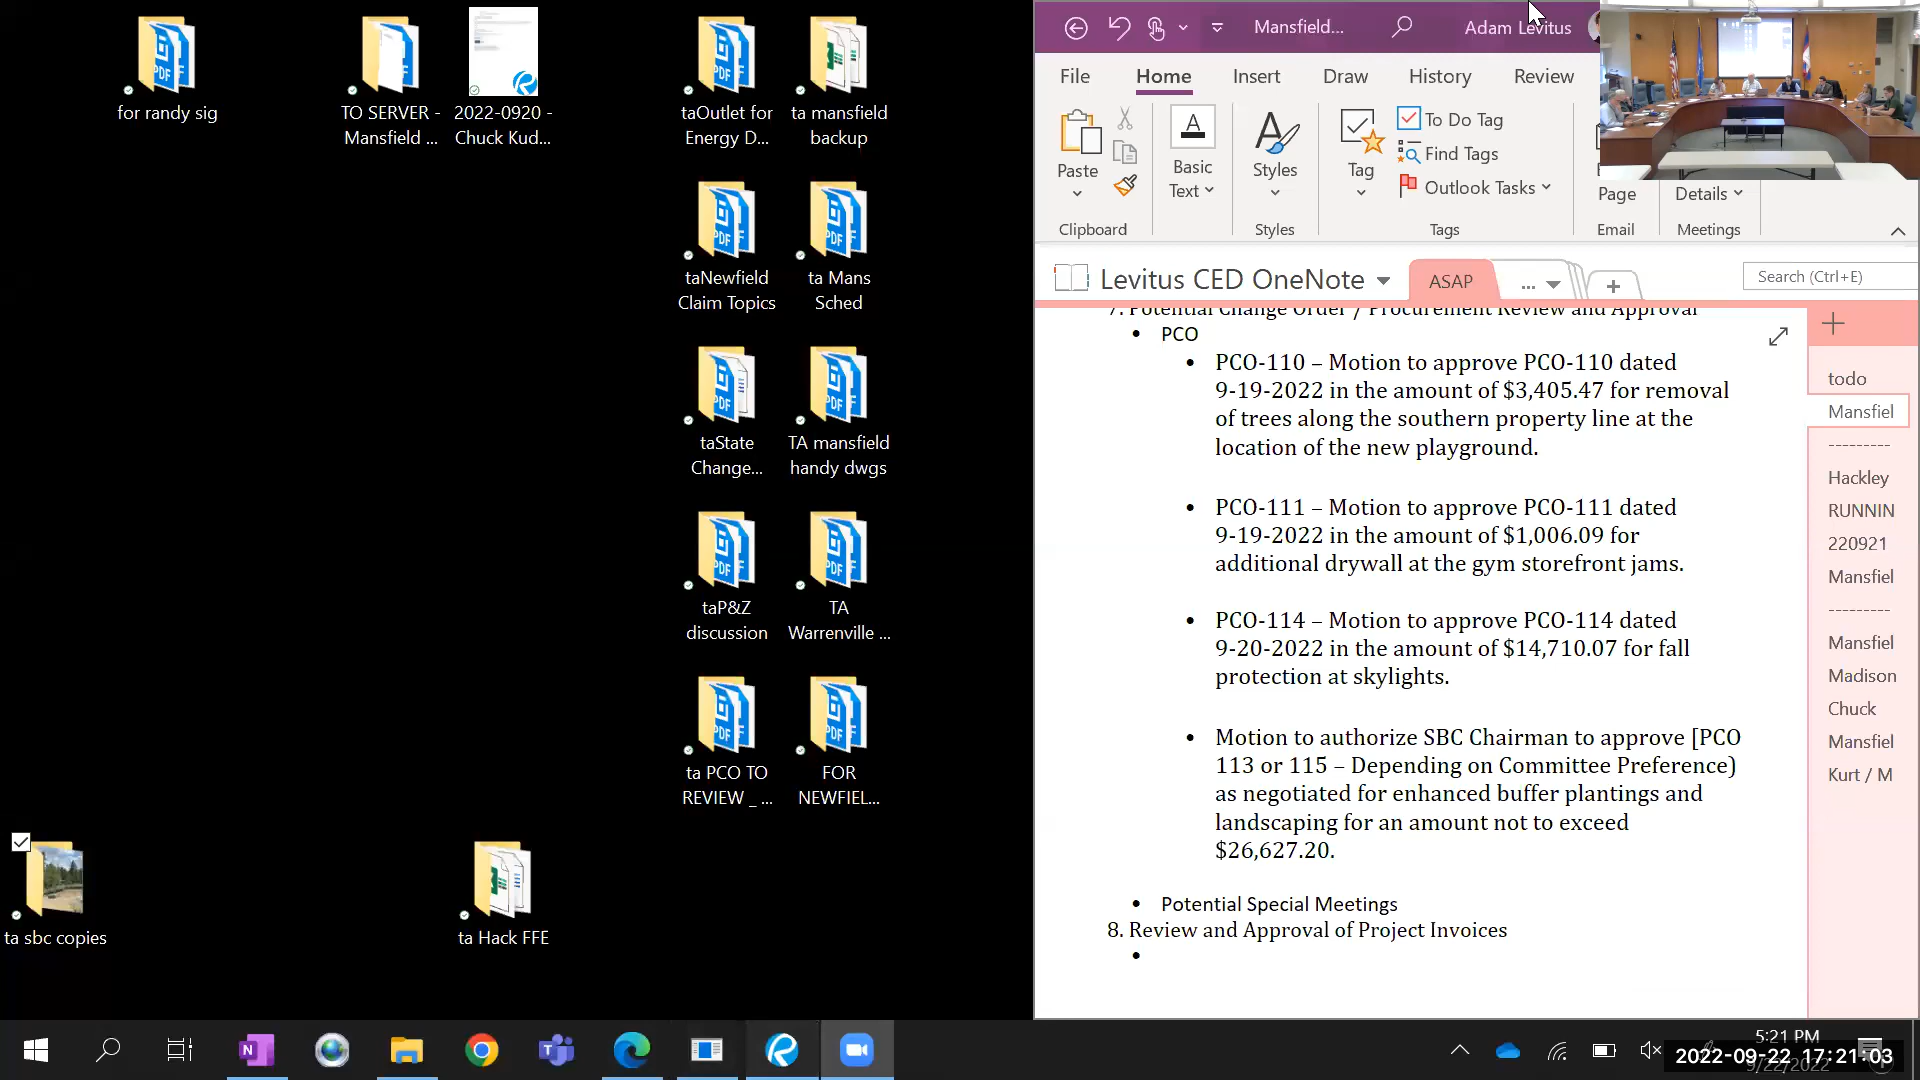 for randy sig
TO SERVER -
Mansfield ...
2022-0920 -
Chuck Kud...
taOutlet for
Energy D...
ta mansfield
backup
taNewfield
Claim Topics
ta Mans
Sched
taState
Change...
TA mansfield
handy dwgs
taP&Z
discussion
TA
Warrenville ...
ta PCO TO
REVIEW _ ...
FOR
NEWFIEL...
ta sbc copies
ta Hack FFE
Mansfield...
Adam Levitus
File
Home
Insert
Draw
History
Review
Paste
Basic
Text
Styles
Tag
To Do Tag
Find Tags
Outlook Tasks
Page
Details
Clipboard
Styles
Tags
Email
Meetings
Levitus CED OneNote
ASAP
...
Search (Ctrl+E)
7. Potential Change Order / Procurement Review and Approval
• PCO
• PCO-110 – Motion to approve PCO-110 dated
9-19-2022 in the amount of $3,405.47 for removal
of trees along the southern property line at the
location of the new playground.
• PCO-111 – Motion to approve PCO-111 dated
9-19-2022 in the amount of $1,006.09 for
additional drywall at the gym storefront jams.
• PCO-114 – Motion to approve PCO-114 dated
9-20-2022 in the amount of $14,710.07 for fall
protection at skylights.
• Motion to authorize SBC Chairman to approve [PCO
113 or 115 – Depending on Committee Preference)
as negotiated for enhanced buffer plantings and
landscaping for an amount not to exceed
$26,627.20.
• Potential Special Meetings
8. Review and Approval of Project Invoices
•
todo
Mansfiel
---------
Hackley
RUNNIN
220921
Mansfiel
---------
Mansfiel
Madison
Chuck
Mansfiel
Kurt / M
5:21 PM
2022-09-22 17:21:03
9/22/2022